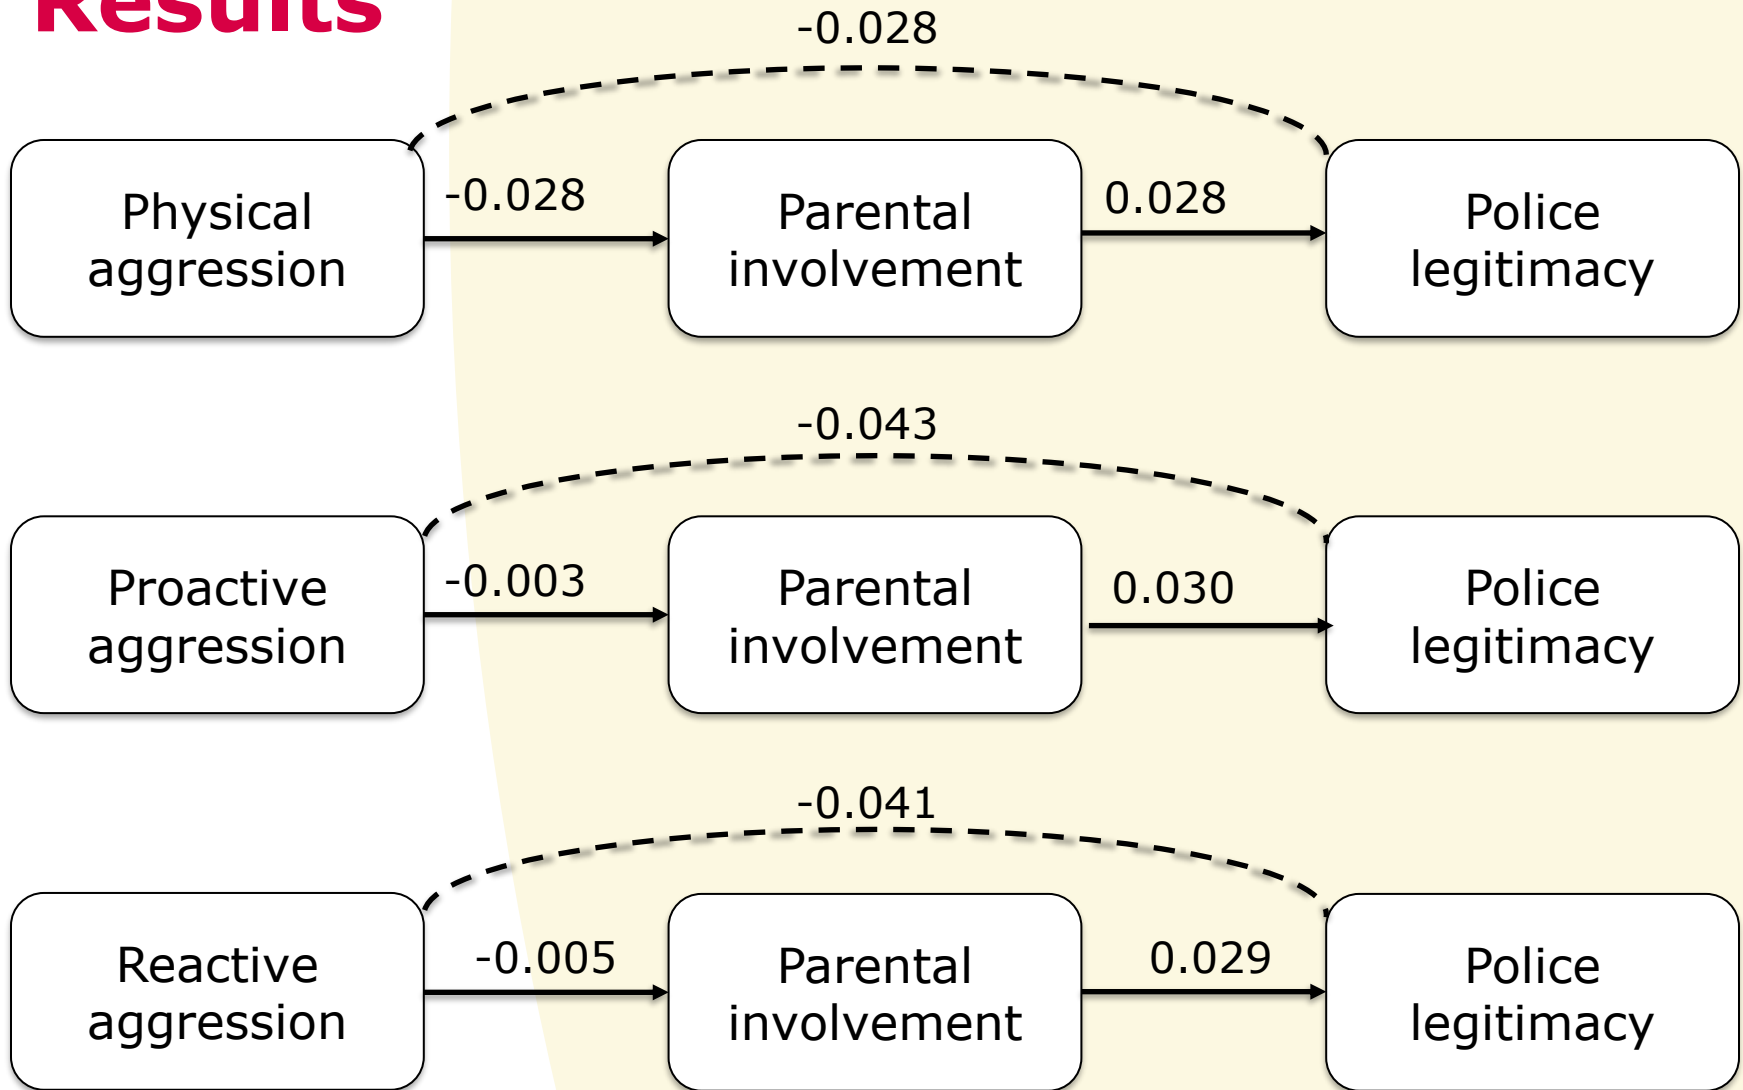 Results
-0.028
Physical
aggression
-0.028
Parental
involvement
0.028
Police
legitimacy
-0.043
Proactive
aggression
-0.003
Parental
involvement
0.030
Police
legitimacy
-0.041
Reactive
aggression
-0.005
Parental
involvement
0.029
Police
legitimacy